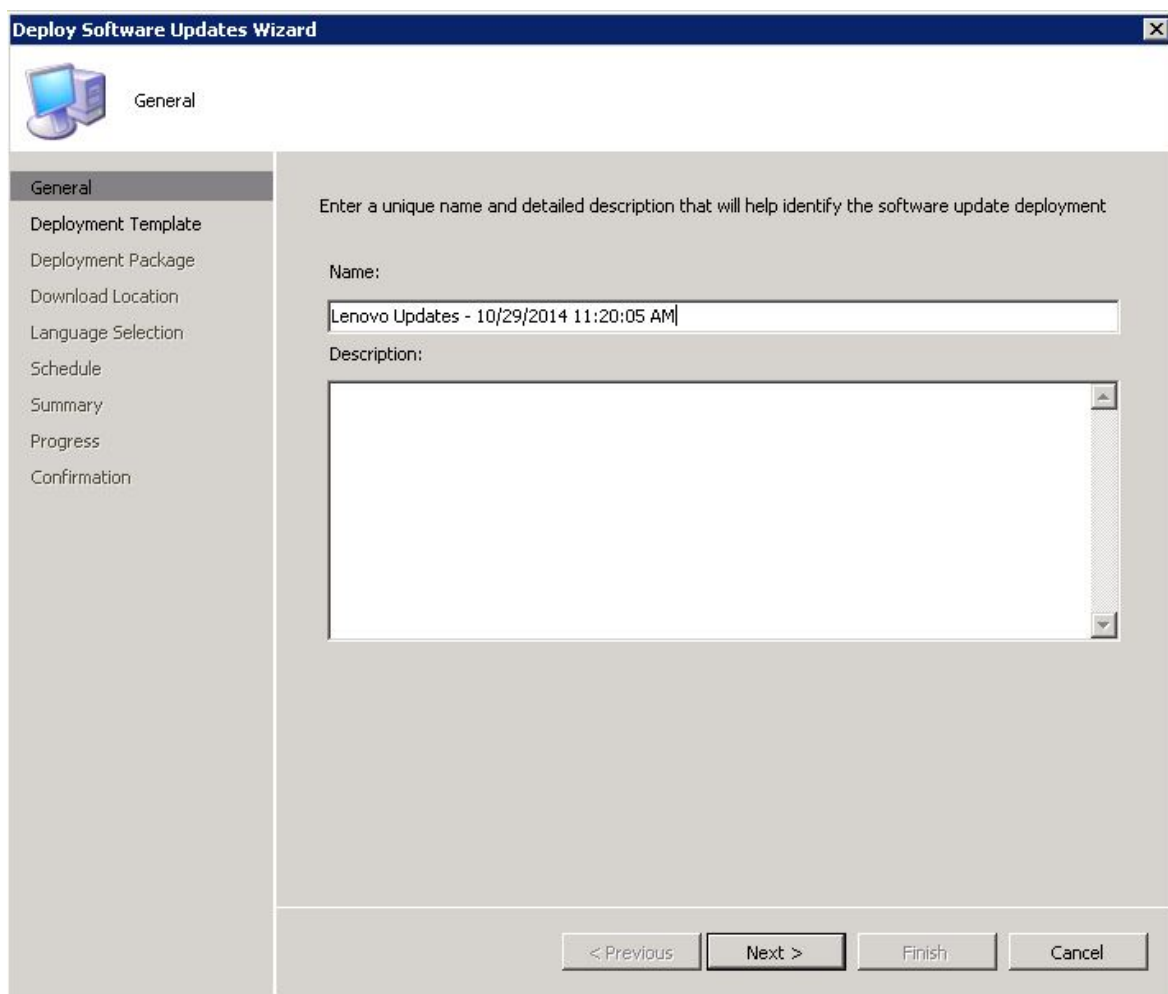 Deploy Software Updates Wizard
General
General
Deployment Template
Deployment Package
Download Location
Language Selection
Schedule
Summary
Progress
Confirmation
Enter a unique name and detailed description that will help identify the software update deployment
Name:
Lenovo Updates - 10/29/2014 11:20:05 AM
Description:
< Previous
Next >
Finish
Cancel